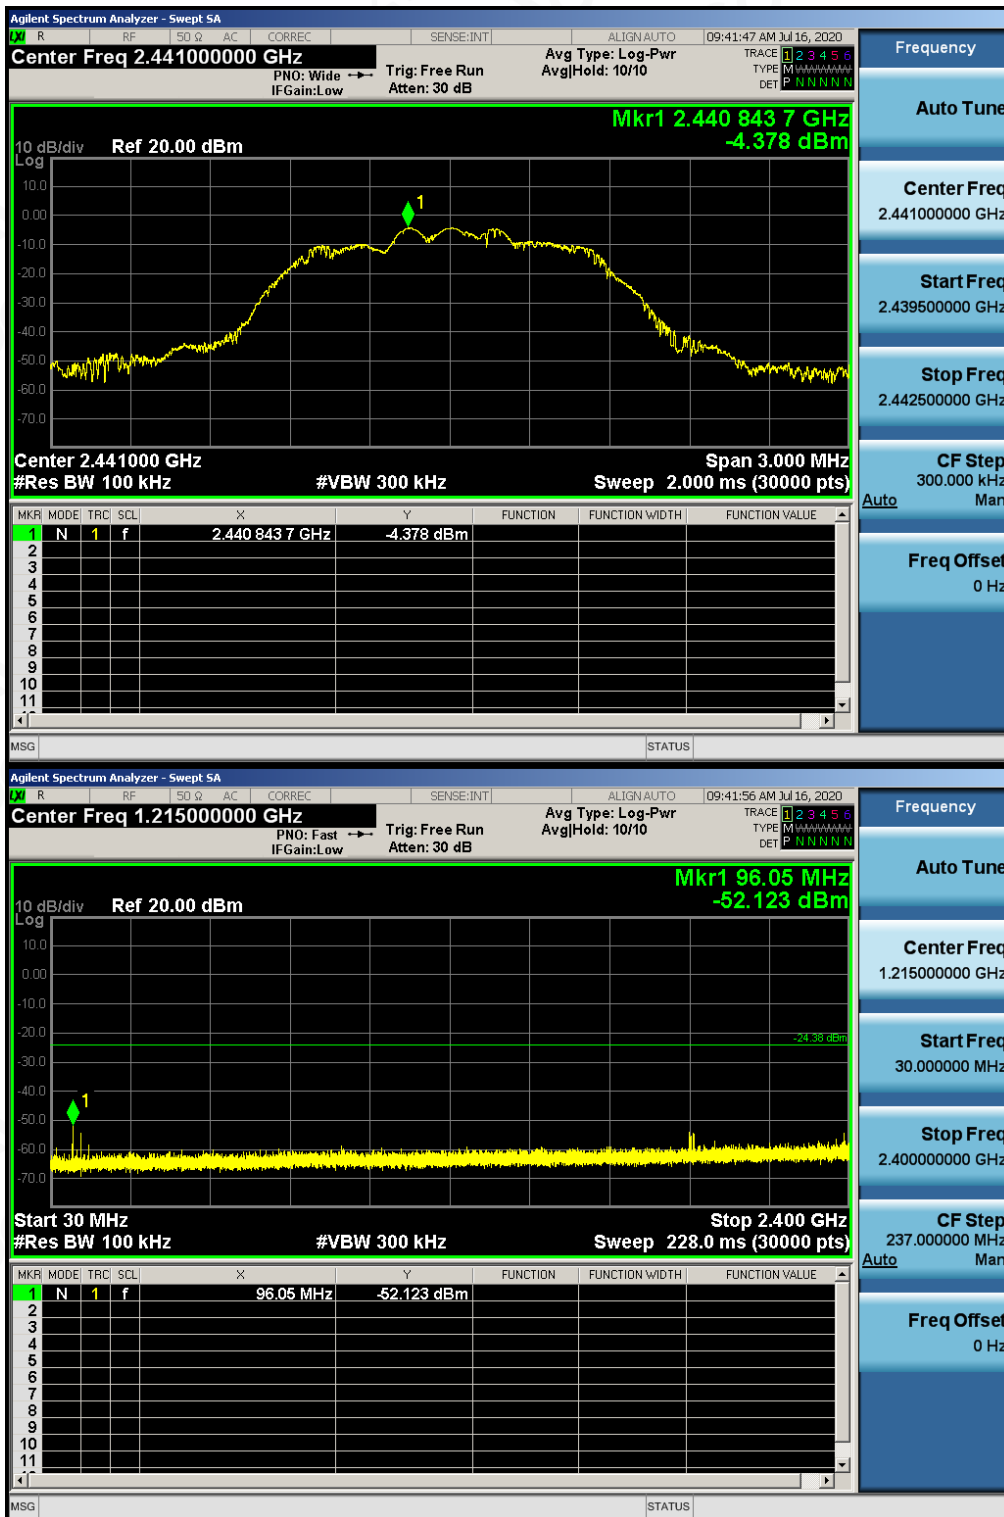 Agilent Spectrum Analyzer - Swept SA
LXI R RF 50 Ω AC CORREC SENSE:INT ALIGN AUTO 09:41:47 AM Jul 16, 2020
Center Freq 2.441000000 GHz
PNO: Wide
IFGain:Low
Trig: Free Run
Atten: 30 dB
Avg Type: Log-Pwr
Avg|Hold: 10/10
TRACE 1 2 3 4 5 6
TYPE M
DET P N N N N N
Mkr1 2.440 843 7 GHz
-4.378 dBm
10 dB/div Ref 20.00 dBm
Log
10.0
0.00
-10.0
-20.0
-30.0
-40.0
-50.0
-60.0
-70.0
1
Center 2.441000 GHz Span 3.000 MHz
#Res BW 100 kHz #VBW 300 kHz Sweep 2.000 ms (30000 pts)
MKR MODE TRC SCL X Y FUNCTION FUNCTION WIDTH FUNCTION VALUE
1 N 1 f 2.440 843 7 GHz -4.378 dBm
2
3
4
5
6
7
8
9
10
11
MSG STATUS
Frequency
Auto Tune
Center Freq
2.441000000 GHz
Start Freq
2.439500000 GHz
Stop Freq
2.442500000 GHz
CF Step
300.000 kHz
Auto Man
Freq Offset
0 Hz
Agilent Spectrum Analyzer - Swept SA
LXI R RF 50 Ω AC CORREC SENSE:INT ALIGN AUTO 09:41:56 AM Jul 16, 2020
Center Freq 1.215000000 GHz
PNO: Fast
IFGain:Low
Trig: Free Run
Atten: 30 dB
Avg Type: Log-Pwr
Avg|Hold: 10/10
TRACE 1 2 3 4 5 6
TYPE M
DET P N N N N N
Mkr1 96.05 MHz
-52.123 dBm
10 dB/div Ref 20.00 dBm
Log
10.0
0.00
-10.0
-20.0
-30.0
-40.0
-50.0
-60.0
-70.0
-24.38 dBm
1
Start 30 MHz Stop 2.400 GHz
#Res BW 100 kHz #VBW 300 kHz Sweep 228.0 ms (30000 pts)
MKR MODE TRC SCL X Y FUNCTION FUNCTION WIDTH FUNCTION VALUE
1 N 1 f 96.05 MHz -52.123 dBm
2
3
4
5
6
7
8
9
10
11
MSG STATUS
Frequency
Auto Tune
Center Freq
1.215000000 GHz
Start Freq
30.000000 MHz
Stop Freq
2.400000000 GHz
CF Step
237.000000 MHz
Auto Man
Freq Offset
0 Hz